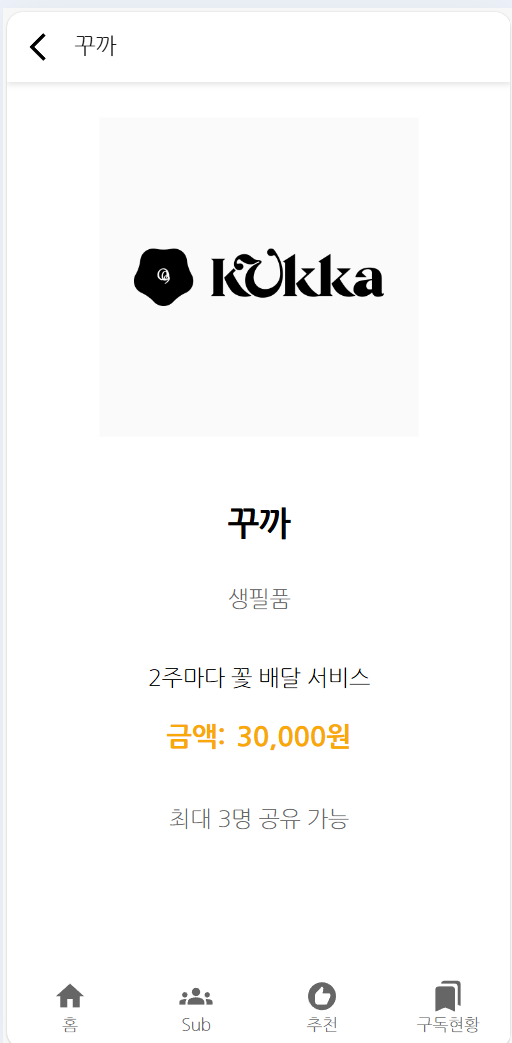 꾸까
Kukka
꾸까
생필품
2주마다 꽃 배달 서비스
금액: 30,000원
최대 3명 공유 가능
홈 Sub 추천 구독현황